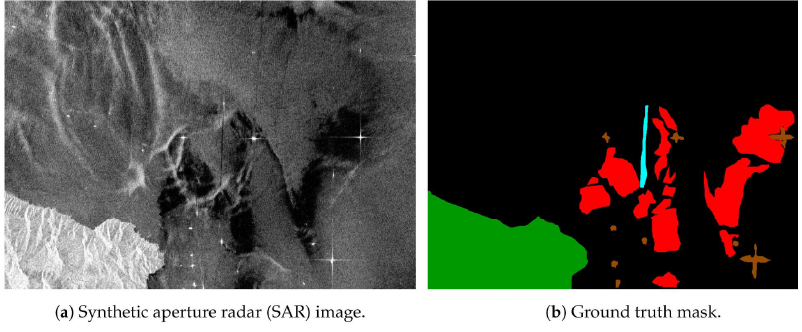 (a) Synthetic aperture radar (SAR) image.
(b) Ground truth mask.